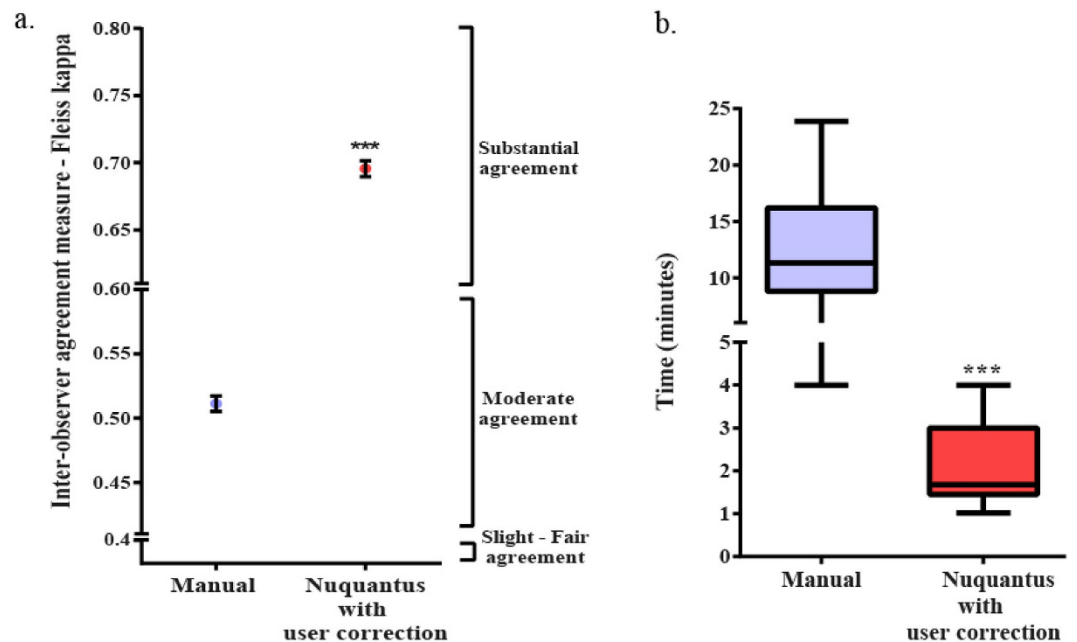 a.
Inter-observer agreement measure - Fleiss kappa
0.80
0.75
0.70
0.65
0.60
0.55
0.50
0.45
0.4
***
Substantial
agreement
Moderate
agreement
Slight - Fair
agreement
Manual
Nuquantus
with
user correction
b.
Time (minutes)
25
20
15
10
5
4
3
2
1
0
***
Manual
Nuquantus
with
user correction